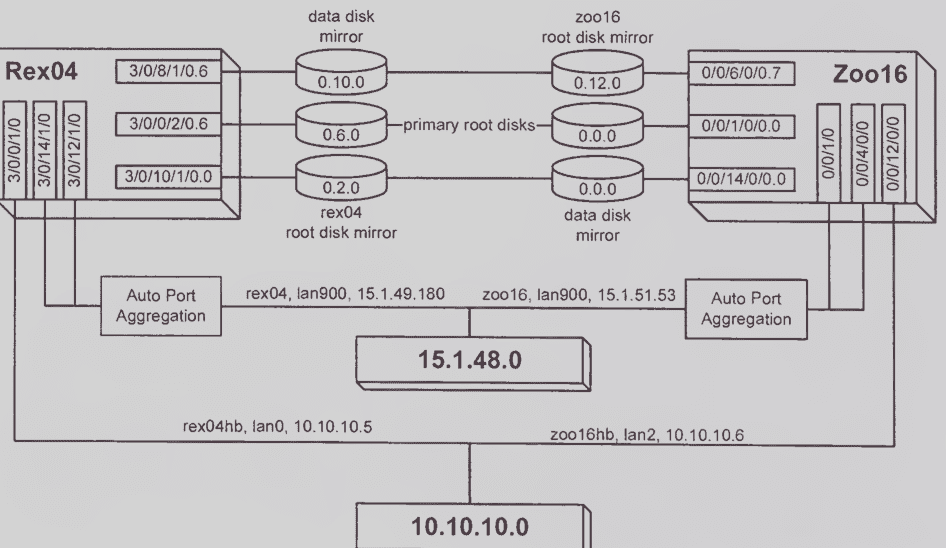 data disk
mirror
zoo16
root disk mirror
Rex04
3/0/8/1/0.6
0.10.0
0.12.0
0/0/6/0/0.7
Zoo16
3/0/0/1/0
3/0/14/1/0
3/0/12/1/0
3/0/0/2/0.6
0.6.0
primary root disks
0.0.0
0/0/1/0/0.0
0/0/1/0
0/0/4/0/0
0/0/12/0/0
3/0/10/1/0.0
0.2.0
0.0.0
0/0/14/0/0.0
rex04
root disk mirror
data disk
mirror
Auto Port
Aggregation
rex04, lan900, 15.1.49.180
zoo16, lan900, 15.1.51.53
Auto Port
Aggregation
15.1.48.0
rex04hb, lan0, 10.10.10.5
zoo16hb, lan2, 10.10.10.6
10.10.10.0